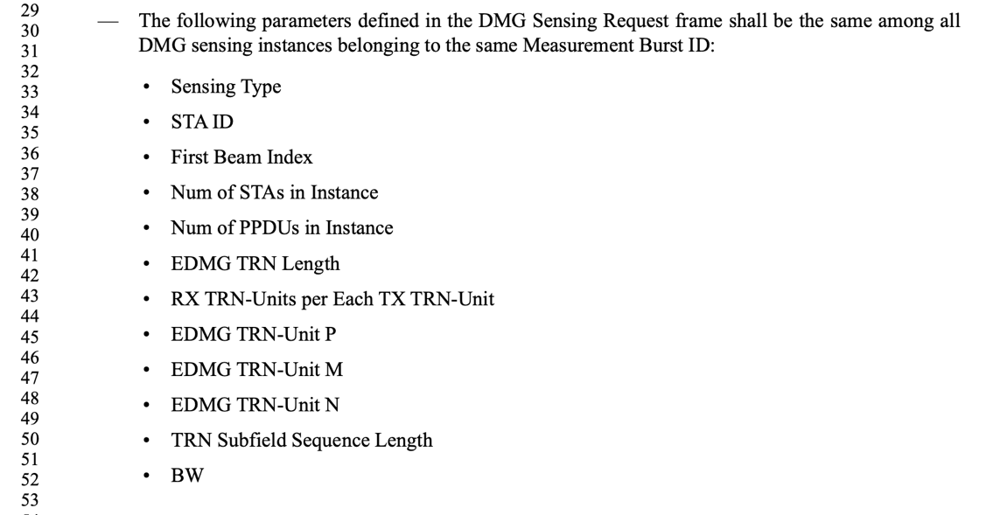 29 — The following parameters defined in the DMG Sensing Request frame shall be the same among all
30
31 DMG sensing instances belonging to the same Measurement Burst ID:
32
33 • Sensing Type
34
35 • STA ID
36 • First Beam Index
37
38 • Num of STAs in Instance
39
40 • Num of PPDUs in Instance
41 • EDMG TRN Length
42
43 • RX TRN-Units per Each TX TRN-Unit
44
45 • EDMG TRN-Unit P
46
47 • EDMG TRN-Unit M
48 • EDMG TRN-Unit N
49
50 • TRN Subfield Sequence Length
51
52 • BW
53